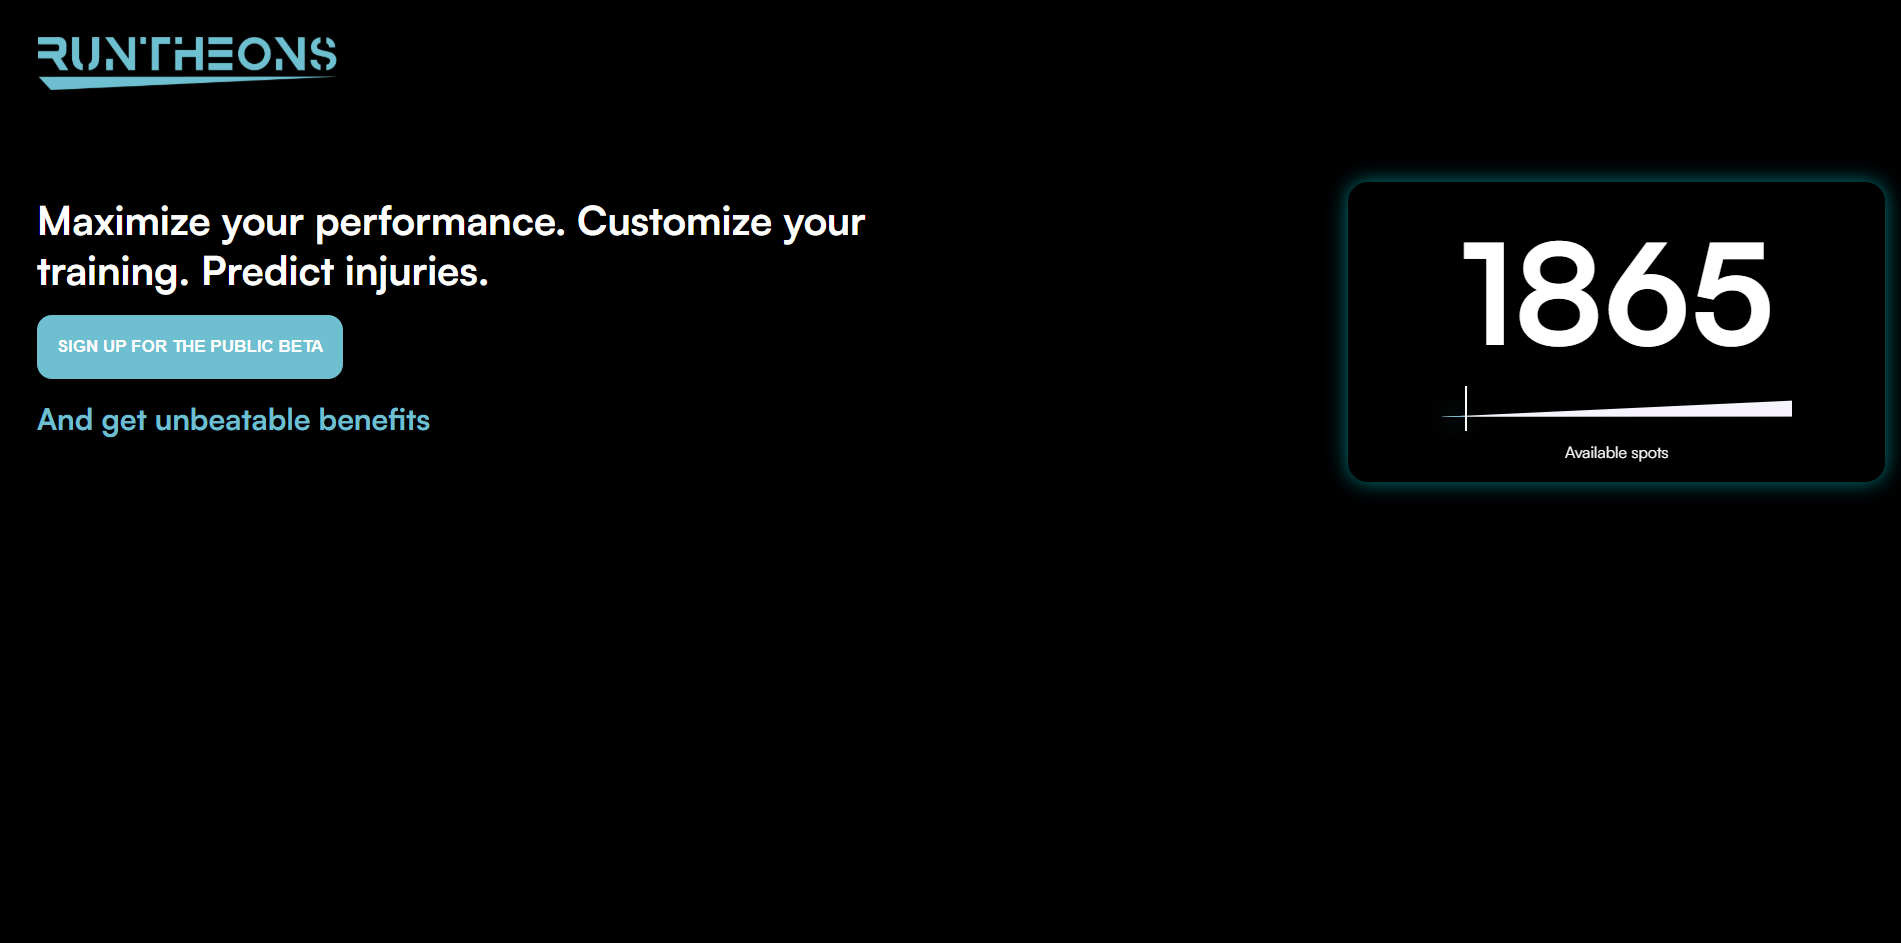 RUNTHEONS
Maximize your performance. Customize your
training. Predict injuries.
SIGN UP FOR THE PUBLIC BETA
And get unbeatable benefits
1865
Available spots